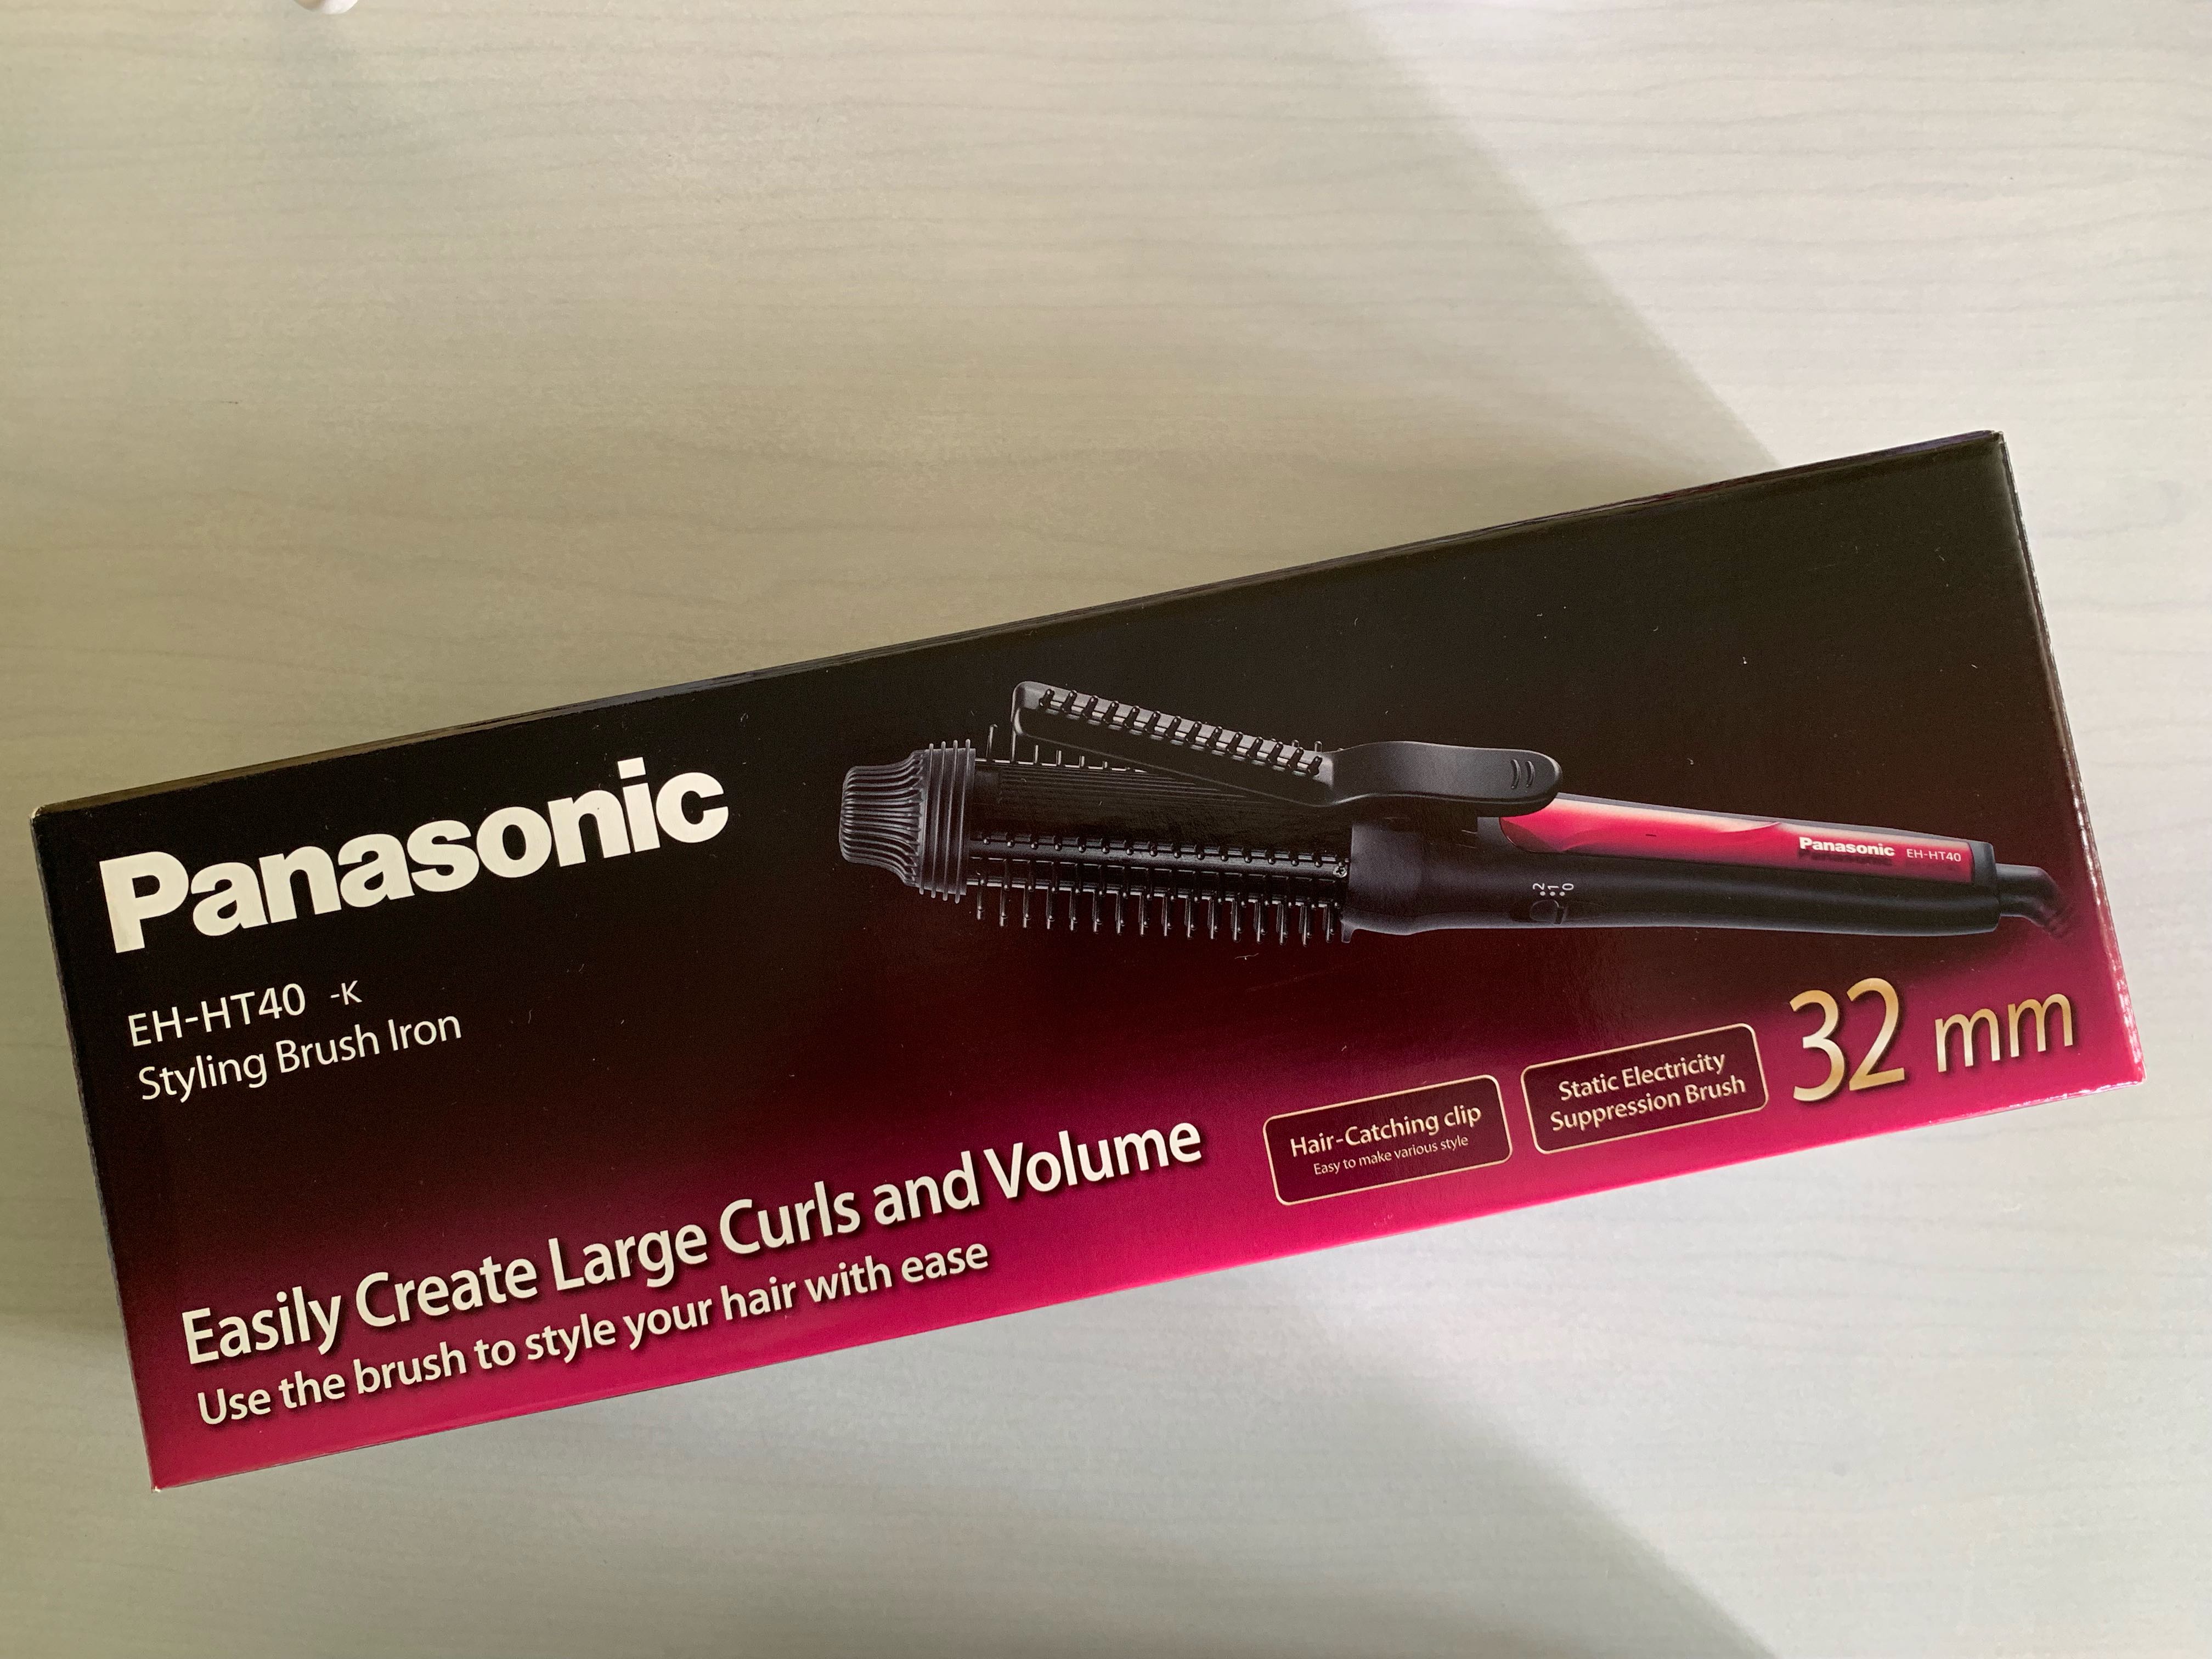 Panasonic
EH-HT40 -K
Styling Brush Iron
Panasonic EH-HT40
2
1
0
Easily Create Large Curls and Volume
Use the brush to style your hair with ease
Hair-Catching clip
Easy to make various style
Static Electricity
Suppression Brush
32 mm